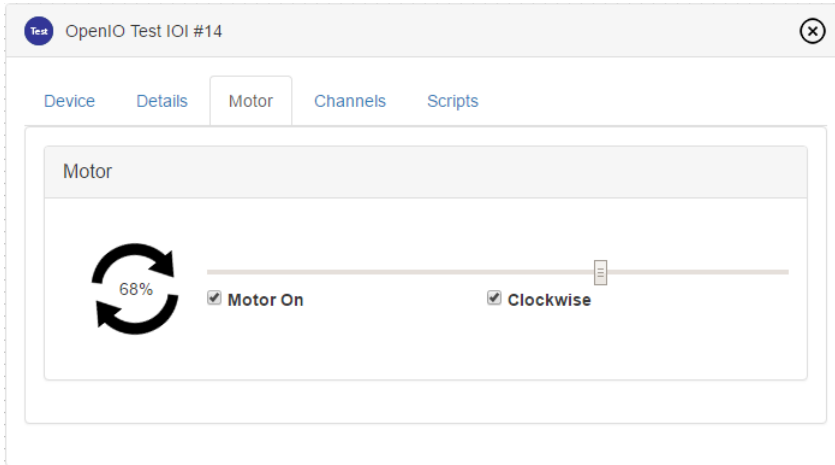 Test OpenIO Test IOI #14
Device Details Motor Channels Scripts
Motor
68%
Motor On Clockwise